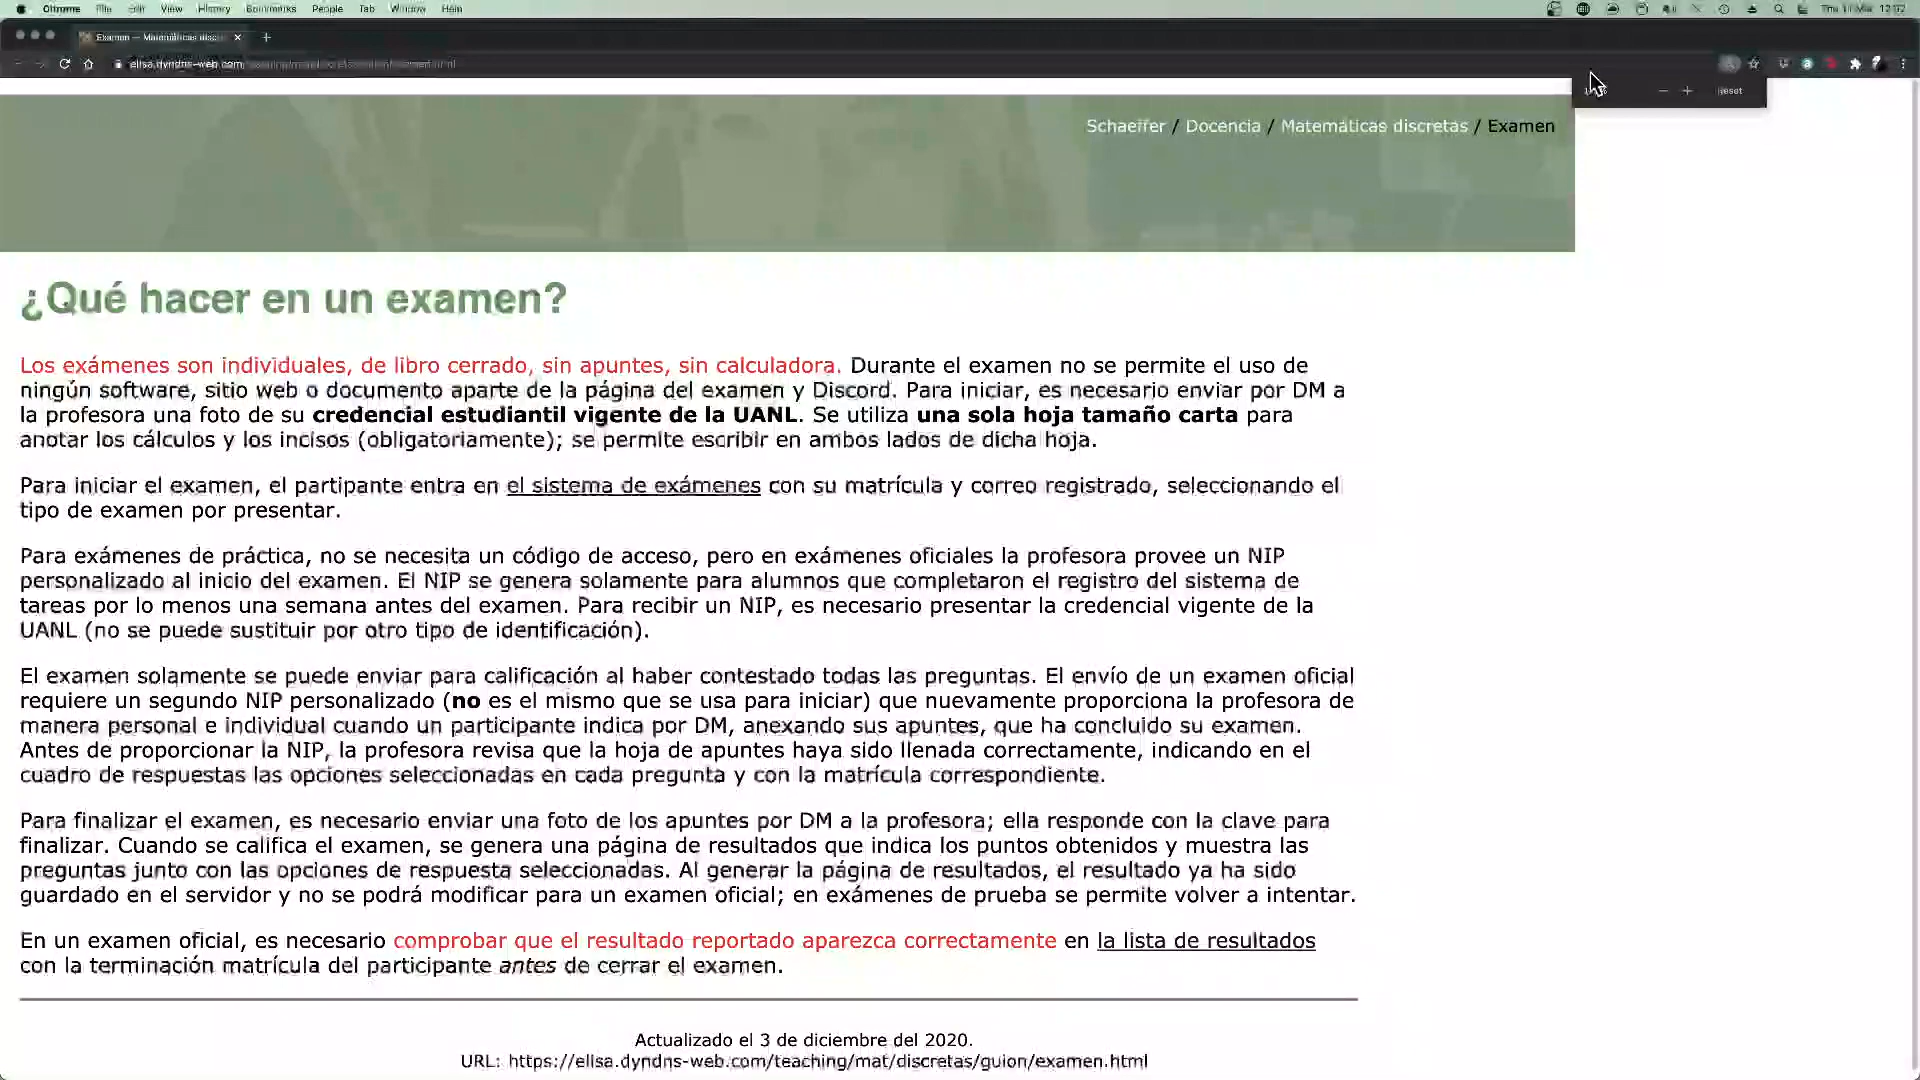 Chrome File Edit View History Bookmarks People Tab Window Help
Examen — Matemáticas disc
elisa.dyndns-web.com
Reset
Schaeffer / Docencia / Matemáticas discretas / Examen
¿Qué hacer en un examen?
Los exámenes son individuales, de libro cerrado, sin apuntes, sin calculadora. Durante el examen no se permite el uso de
ningún software, sitio web o documento aparte de la página del examen y Discord. Para iniciar, es necesario enviar por DM a
la profesora una foto de su credencial estudiantil vigente de la UANL. Se utiliza una sola hoja tamaño carta para
anotar los cálculos y los incisos (obligatoriamente); se permite escribir en ambos lados de dicha hoja.
Para iniciar el examen, el partipante entra en el sistema de exámenes con su matrícula y correo registrado, seleccionando el
tipo de examen por presentar.
Para exámenes de práctica, no se necesita un código de acceso, pero en exámenes oficiales la profesora provee un NIP
personalizado al inicio del examen. El NIP se genera solamente para alumnos que completaron el registro del sistema de
tareas por lo menos una semana antes del examen. Para recibir un NIP, es necesario presentar la credencial vigente de la
UANL (no se puede sustituir por otro tipo de identificación).
El examen solamente se puede enviar para calificación al haber contestado todas las preguntas. El envío de un examen oficial
requiere un segundo NIP personalizado (no es el mismo que se usa para iniciar) que nuevamente proporciona la profesora de
manera personal e individual cuando un participante indica por DM, anexando sus apuntes, que ha concluido su examen.
Antes de proporcionar la NIP, la profesora revisa que la hoja de apuntes haya sido llenada correctamente, indicando en el
cuadro de respuestas las opciones seleccionadas en cada pregunta y con la matrícula correspondiente.
Para finalizar el examen, es necesario enviar una foto de los apuntes por DM a la profesora; ella responde con la clave para
finalizar. Cuando se califica el examen, se genera una página de resultados que indica los puntos obtenidos y muestra las
preguntas junto con las opciones de respuesta seleccionadas. Al generar la página de resultados, el resultado ya ha sido
guardado en el servidor y no se podrá modificar para un examen oficial; en exámenes de prueba se permite volver a intentar.
En un examen oficial, es necesario comprobar que el resultado reportado aparezca correctamente en la lista de resultados
con la terminación matrícula del participante antes de cerrar el examen.
Actualizado el 3 de diciembre del 2020.
URL: https://elisa.dyndns-web.com/teaching/mat/discretas/guion/examen.html